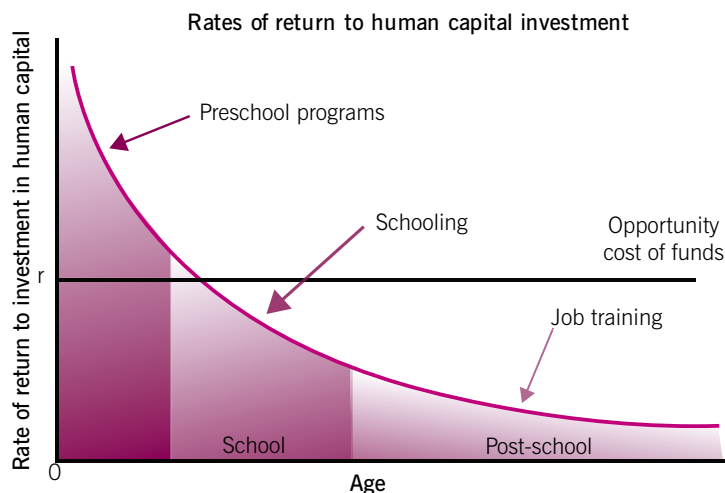 Rates of return to human capital investment
Rate of return to investment in human capital
Preschool programs
Schooling
Opportunity
cost of funds
r
Job training
School
Post-school
0
Age